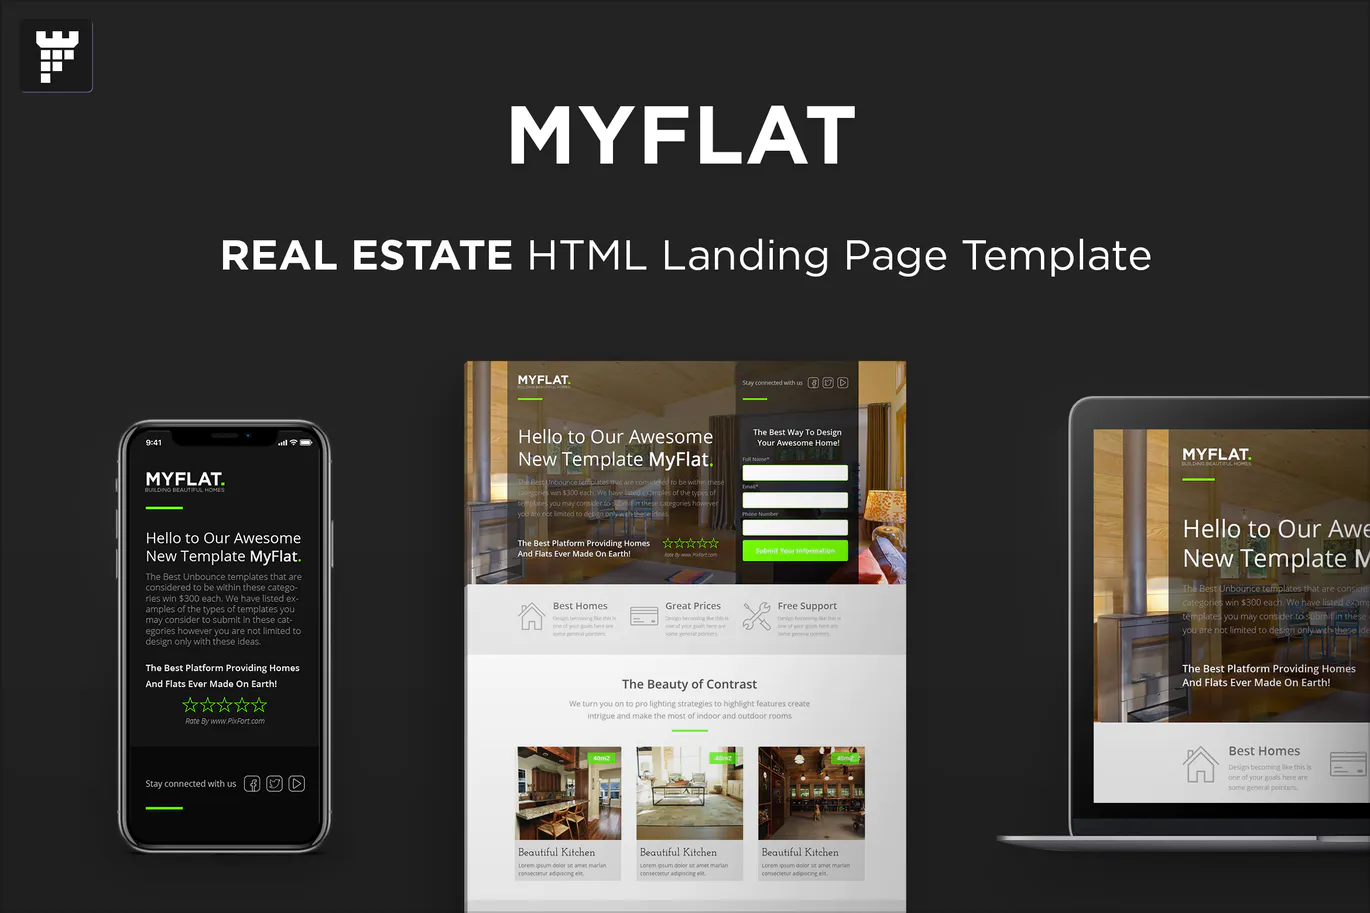 MYFLAT
REAL ESTATE HTML Landing Page Template
9:41
MYFLAT.
BUILDING BEAUTIFUL HOMES
Hello to Our Awesome
New Template MyFlat.
The Best Unbounce templates that are
considered to be within these catego-
ries win $300 each. We have listed ex-
amples of the types of templates you
may consider to submit in these cat-
egories however you are not limited to
design only with these ideas.
The Best Platform Providing Homes
And Flats Ever Made On Earth!
Rate By www.PixFort.com
Stay connected with us
MYFLAT.
BUILDING BEAUTIFUL HOMES
Hello to Our Awesome
New Template MyFlat.
The Best Unbounce templates that are considered to be within these
categories win $300 each. We have listed examples of the types of
templates you may consider to submit in these categories however
you are not limited to design only with these ideas.
The Best Platform Providing Homes
And Flats Ever Made On Earth!
Rate By www.PixFort.com
Stay connected with us
The Best Way To Design
Your Awesome Home!
Full Name*
Email*
Phone Number
Submit Your Information
Best Homes
Design becoming like this is
one of your goals here are
some general pointers.
Great Prices
Design becoming like this is
one of your goals here are
some general pointers.
Free Support
Design becoming like this is
one of your goals here are
some general pointers.
The Beauty of Contrast
We turn you on to pro lighting strategies to highlight features create
intrigue and make the most of indoor and outdoor rooms
40m2
40m2
40m2
Beautiful Kitchen
Lorem ipsum dolor sit amet marian
consectetur adipiscing elit.
Beautiful Kitchen
Lorem ipsum dolor sit amet marian
consectetur adipiscing elit.
Beautiful Kitchen
Lorem ipsum dolor sit amet marian
consectetur adipiscing elit.
MYFLAT.
BUILDING BEAUTIFUL HOMES
Hello to Our Awe
New Template M
The Best Unbounce templates that are consider
categories win $300 each. We have listed examp
templates you may consider to submit in these
you are not limited to design only with these ide
The Best Platform Providing Homes
And Flats Ever Made On Earth!
Best Homes
Design becoming like this is
one of your goals here are
some general pointers.